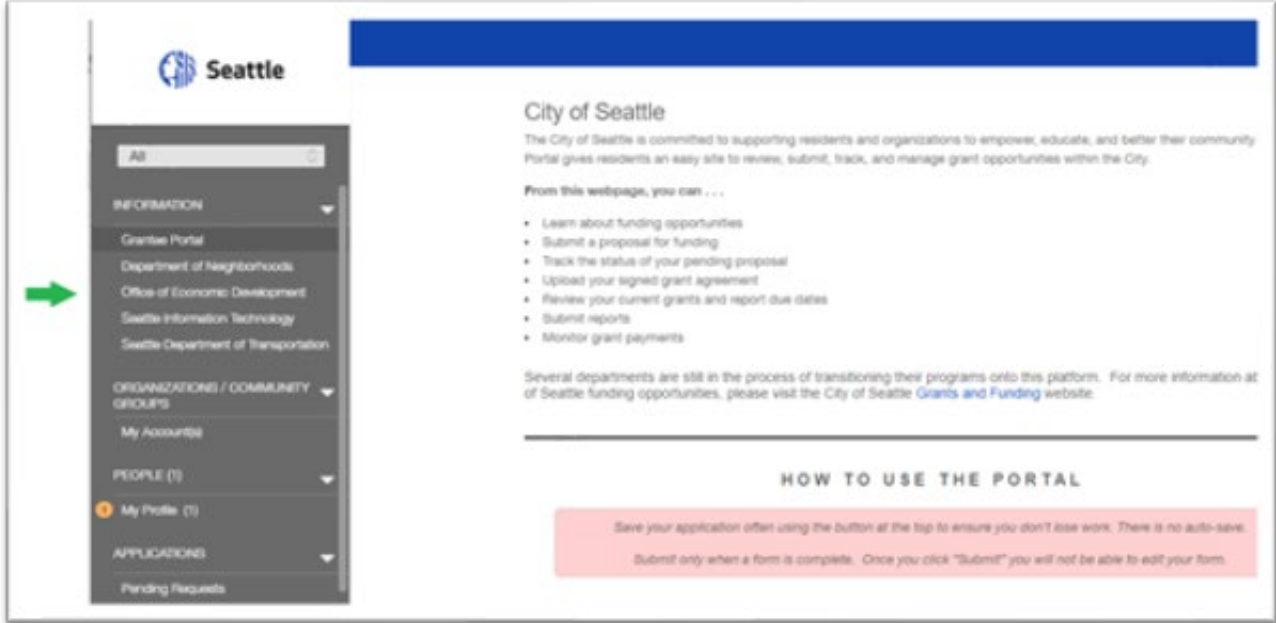 Seattle
All
INFORMATION
Grantee Portal
Department of Neighborhoods
Office of Economic Development
Seattle Information Technology
Seattle Department of Transportation
ORGANIZATIONS / COMMUNITY
GROUPS
My Account(s)
PEOPLE (1)
My Profile (1)
APPLICATIONS
Pending Requests
City of Seattle
The City of Seattle is committed to supporting residents and organizations to empower, educate, and better their community
Portal gives residents an easy site to review, submit, track, and manage grant opportunities within the City.
From this webpage, you can . . .
• Learn about funding opportunities
• Submit a proposal for funding
• Track the status of your pending proposal
• Upload your signed grant agreement
• Review your current grants and report due dates
• Submit reports
• Monitor grant payments
Several departments are still in the process of transitioning their programs onto this platform. For more information at
of Seattle funding opportunities, please visit the City of Seattle Grants and Funding website.
HOW TO USE THE PORTAL
Save your application often using the button at the top to ensure you don't lose work. There is no auto-save.
Submit only when a form is complete. Once you click "Submit" you will not be able to edit your form.